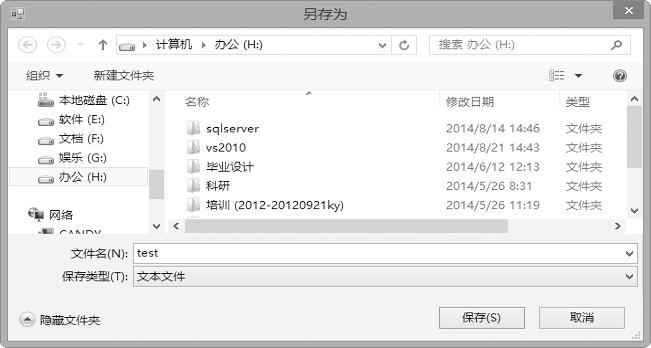 另存为
计算机 办公 (H:) 搜索 办公 (H:)
组织 新建文件夹
本地磁盘 (C:)
软件 (E:)
文档 (F:)
娱乐 (G:)
办公 (H:)
网络
CANDY
名称 修改日期 类型
sqlserver 2014/8/14 14:46 文件夹
vs2010 2014/8/21 14:43 文件夹
毕业设计 2014/6/12 12:13 文件夹
科研 2014/5/26 8:31 文件夹
培训 (2012-20120921ky) 2014/5/26 11:19 文件夹
文件名(N): test
保存类型(T): 文本文件
隐藏文件夹 保存(S) 取消